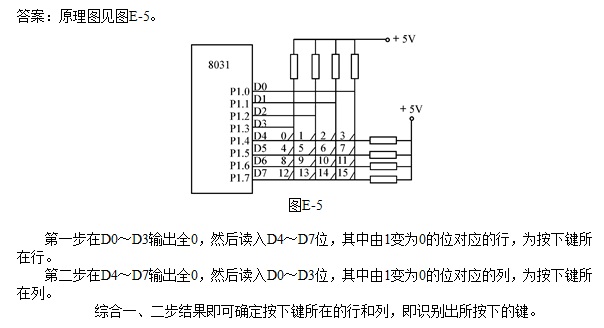 答案：原理图见图E-5。
+ 5V
8031
+ 5V
P1.0 D0
P1.1 D1
P1.2 D2
P1.3 D3
P1.4 D4 0 1 2 3
P1.5 D5 4 5 6 7
P1.6 D6 8 9 10 11
P1.7 D7 12 13 14 15
图E-5
第一步在D0～D3输出全0，然后读入D4～D7位，其中由1变为0的位对应的行，为按下键所
在行。
第二步在D4～D7输出全0，然后读入D0～D3位，其中由1变为0的位对应的列，为按下键所
在列。
综合一、二步结果即可确定按下键所在的行和列，即识别出所按下的键。